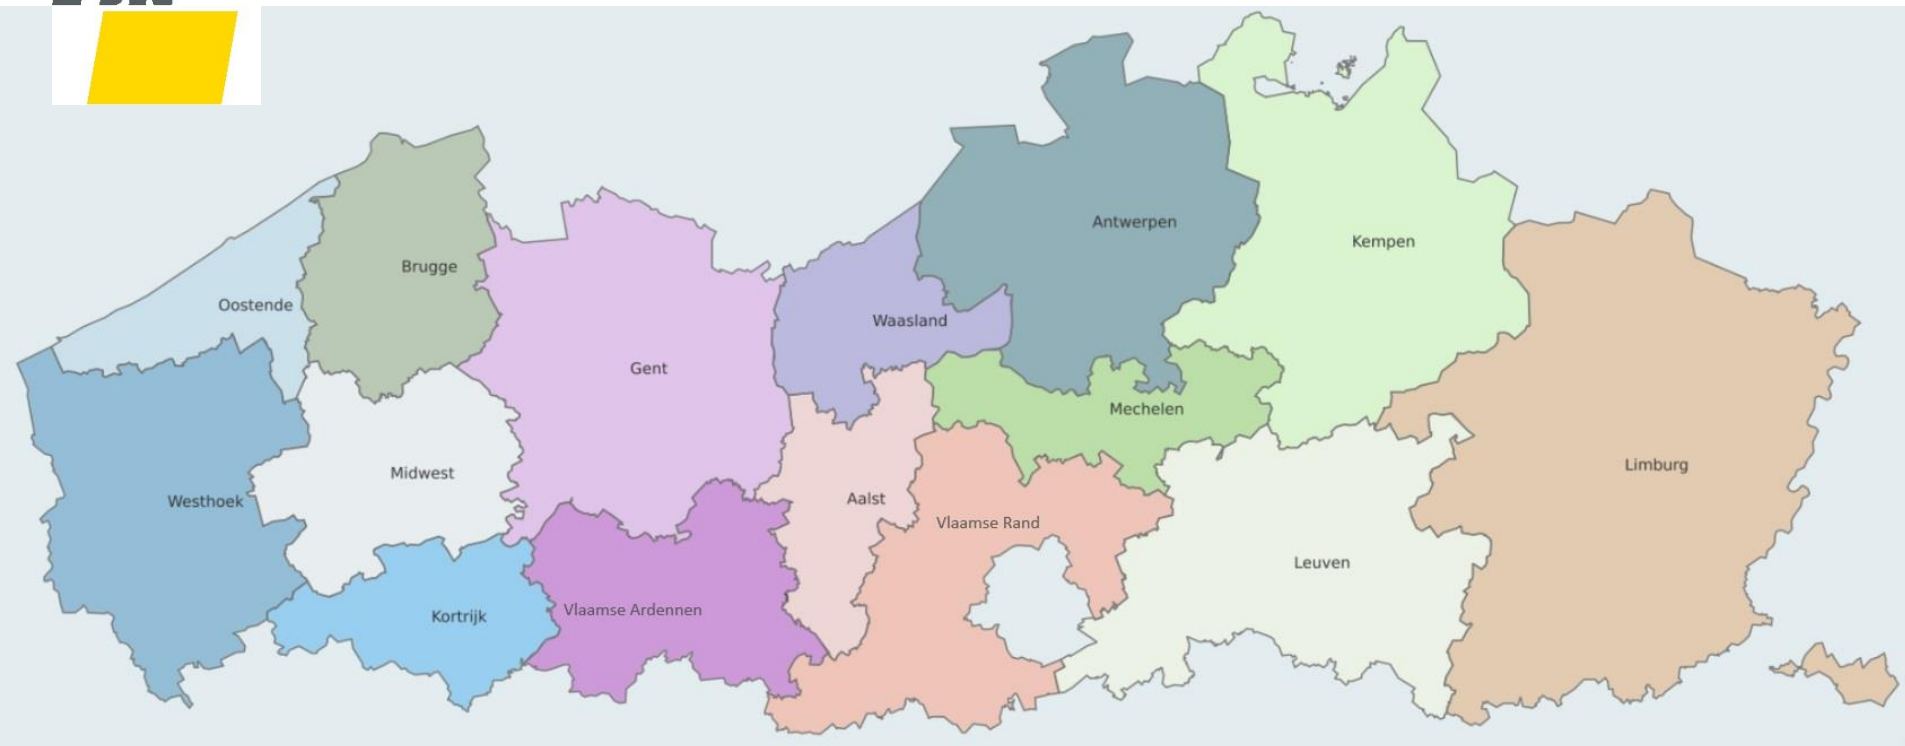 Antwerpen
Kempen
Brugge
Oostende
Waasland
Gent
Mechelen
Midwest
Limburg
Westhoek
Aalst
Vlaamse Rand
Leuven
Vlaamse Ardennen
Kortrijk